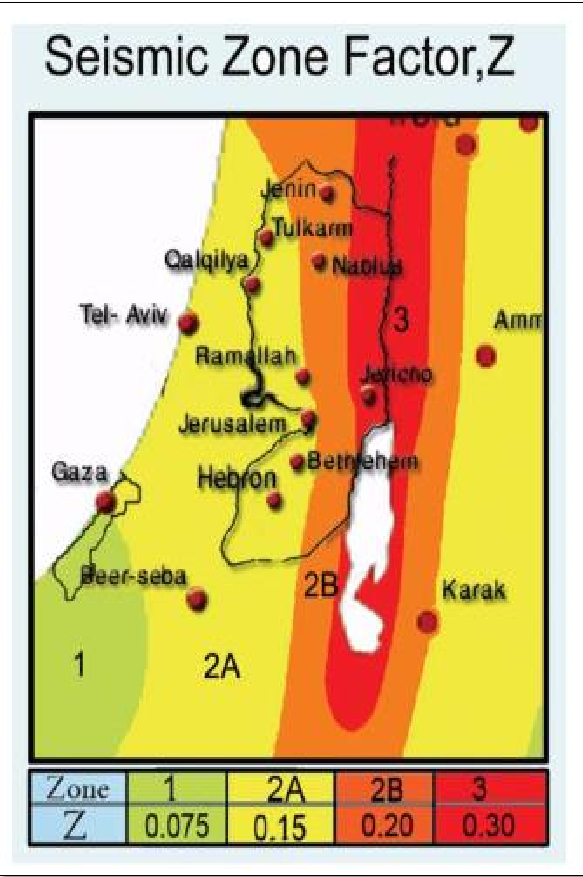 Seismic Zone Factor,Z
Jenin
Tulkarm
Qalqilya
Nablus
Tel- Aviv
3
Amm
Ramallah
Jericho
Jerusalem
Bethlehem
Gaza
Hebron
Beer-seba
2B
Karak
1
2A
Zone 1 2A 2B 3
Z 0.075 0.15 0.20 0.30